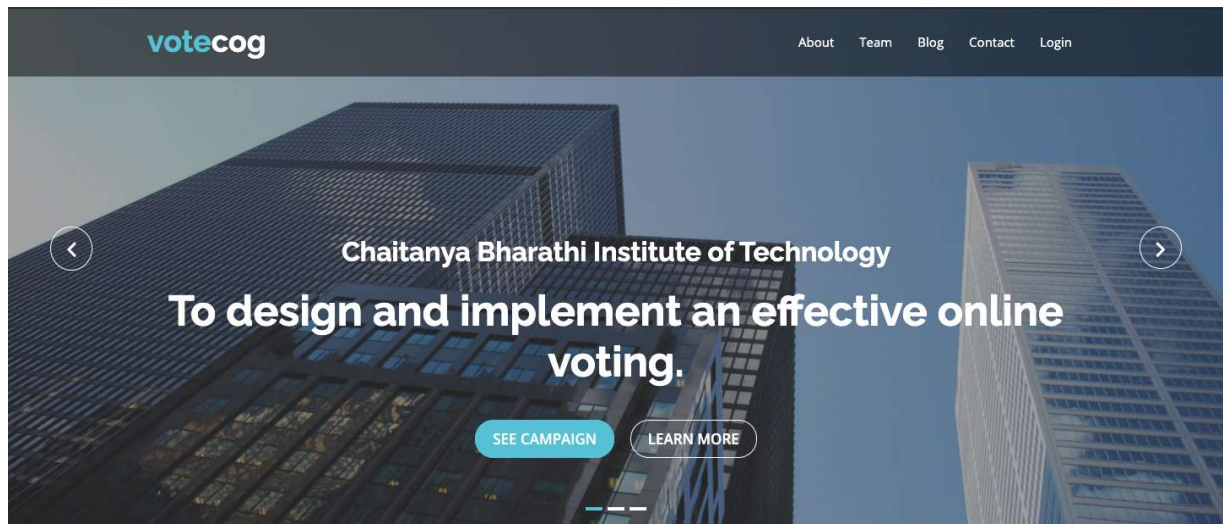 votecog
About Team Blog Contact Login
Chaitanya Bharathi Institute of Technology
To design and implement an effective online
voting.
SEE CAMPAIGN LEARN MORE